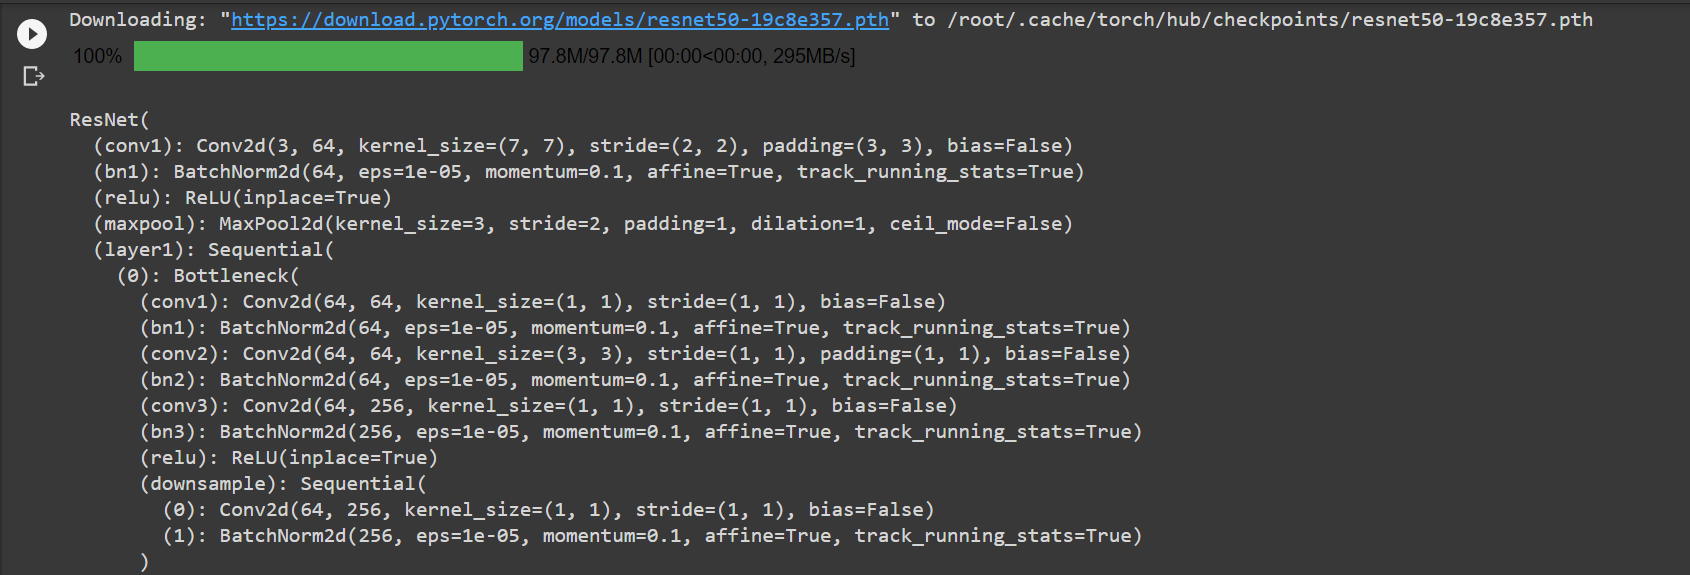 Downloading: "https://download.pytorch.org/models/resnet50-19c8e357.pth" to /root/.cache/torch/hub/checkpoints/resnet50-19c8e357.pth
100% 97.8M/97.8M [00:00<00:00, 295MB/s]
ResNet(
  (conv1): Conv2d(3, 64, kernel_size=(7, 7), stride=(2, 2), padding=(3, 3), bias=False)
  (bn1): BatchNorm2d(64, eps=1e-05, momentum=0.1, affine=True, track_running_stats=True)
  (relu): ReLU(inplace=True)
  (maxpool): MaxPool2d(kernel_size=3, stride=2, padding=1, dilation=1, ceil_mode=False)
  (layer1): Sequential(
    (0): Bottleneck(
      (conv1): Conv2d(64, 64, kernel_size=(1, 1), stride=(1, 1), bias=False)
      (bn1): BatchNorm2d(64, eps=1e-05, momentum=0.1, affine=True, track_running_stats=True)
      (conv2): Conv2d(64, 64, kernel_size=(3, 3), stride=(1, 1), padding=(1, 1), bias=False)
      (bn2): BatchNorm2d(64, eps=1e-05, momentum=0.1, affine=True, track_running_stats=True)
      (conv3): Conv2d(64, 256, kernel_size=(1, 1), stride=(1, 1), bias=False)
      (bn3): BatchNorm2d(256, eps=1e-05, momentum=0.1, affine=True, track_running_stats=True)
      (relu): ReLU(inplace=True)
      (downsample): Sequential(
        (0): Conv2d(64, 256, kernel_size=(1, 1), stride=(1, 1), bias=False)
        (1): BatchNorm2d(256, eps=1e-05, momentum=0.1, affine=True, track_running_stats=True)
      )